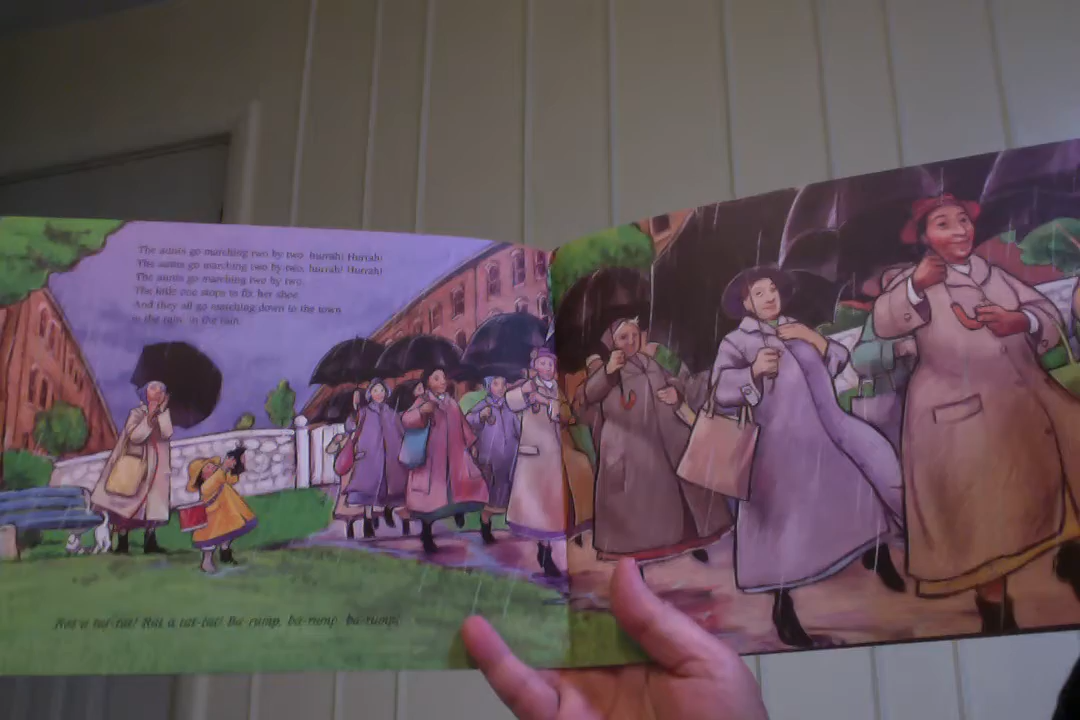 The aunts go marching two by two, hurrah! Hurrah!
The aunts go marching two by two, hurrah! Hurrah!
The aunts go marching two by two.
The little one stops to fix her shoe.
And they all go marching down to the town
in the rain, in the rain.
Rat a tat-tat! Rat a tat-tat! Ba-rump, ba-rump, ba-rump!